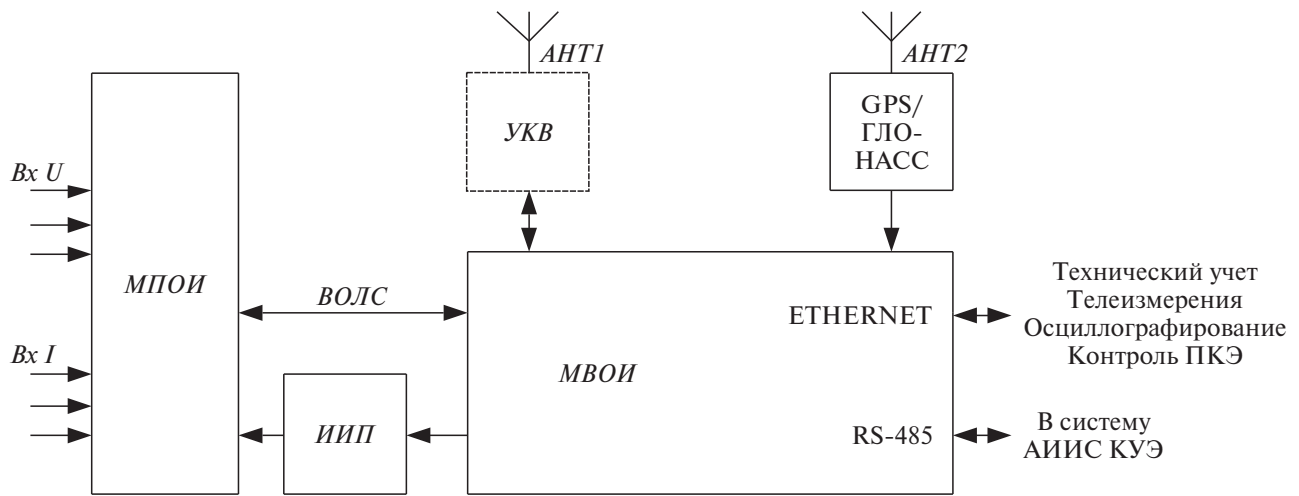 АНТ1
АНТ2
УКВ
GPS/
ГЛО-
НАСС
Вх U
МПОИ
ВОЛС
ETHERNET
Технический учет
Телеизмерения
Осциллографирование
Контроль ПКЭ
Вх I
МВОИ
ИИП
RS-485
В систему
АИИС КУЭ